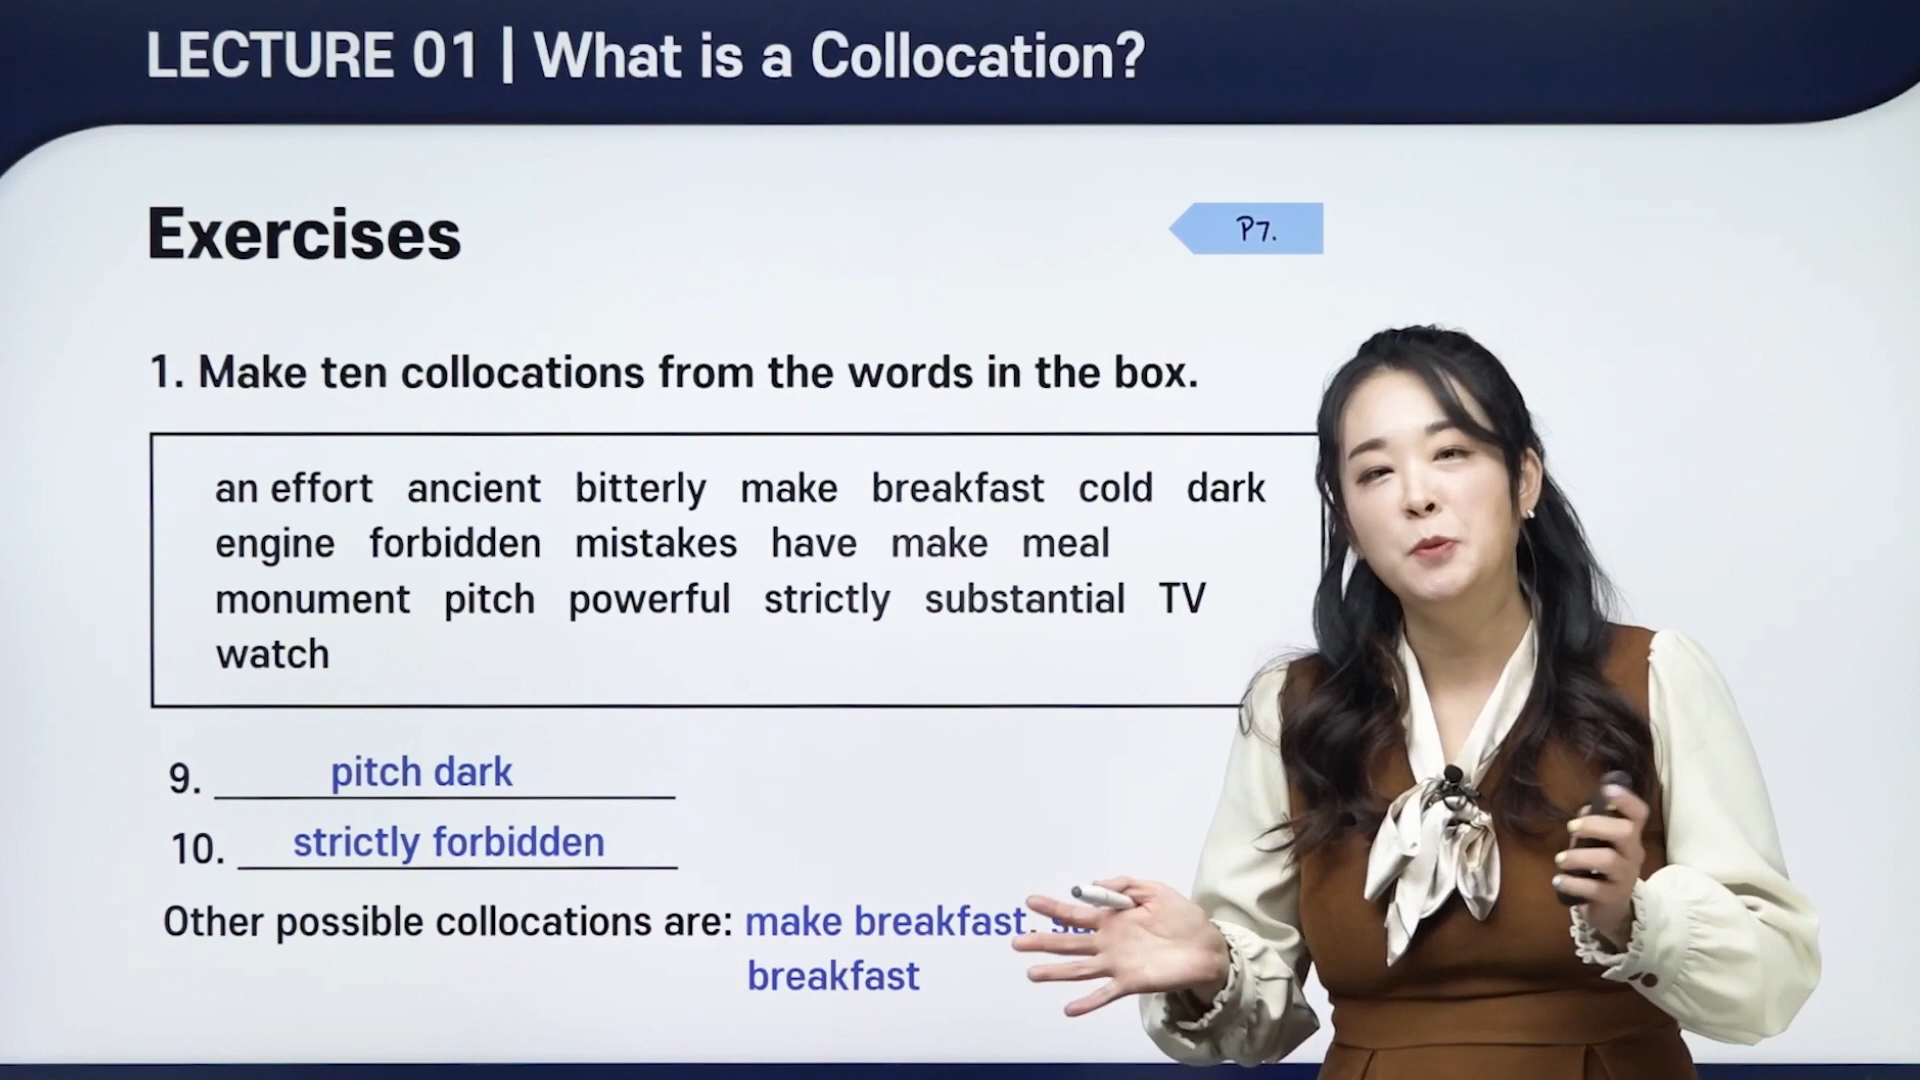 LECTURE 01 | What is a Collocation?
Exercises
P7.
1. Make ten collocations from the words in the box.
an effort ancient bitterly make breakfast cold dark
engine forbidden mistakes have make meal
monument pitch powerful strictly substantial TV
watch
9. pitch dark
10. strictly forbidden
Other possible collocations are: make breakfast,
breakfast